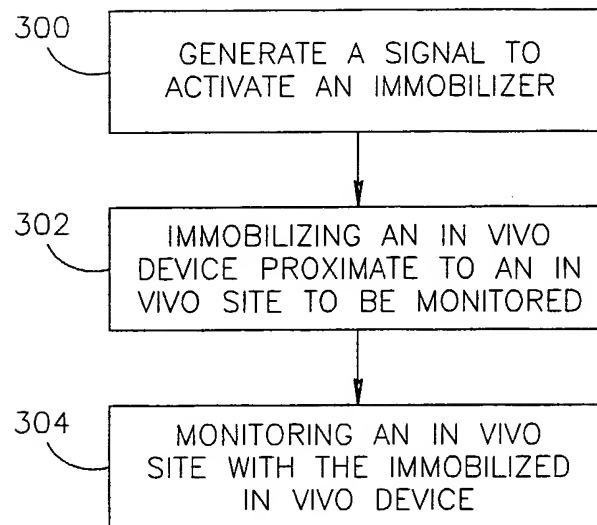 300
GENERATE A SIGNAL TO
ACTIVATE AN IMMOBILIZER
302
IMMOBILIZING AN IN VIVO
DEVICE PROXIMATE TO AN IN
VIVO SITE TO BE MONITORED
304
MONITORING AN IN VIVO
SITE WITH THE IMMOBILIZED
IN VIVO DEVICE